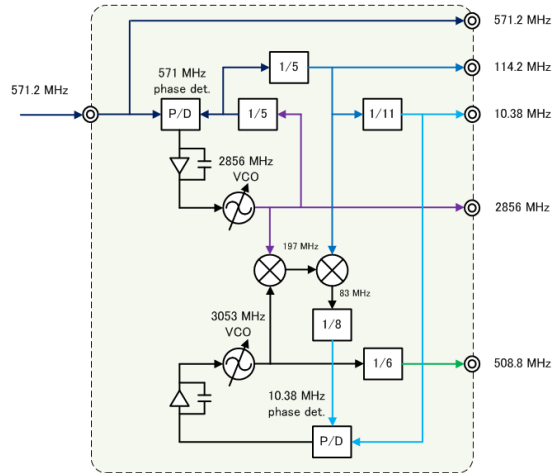 571.2 MHz
114.2 MHz
1/5
571 MHz
phase det.
571.2 MHz
P/D
1/5
1/11
10.38 MHz
2856 MHz
VCO
2856 MHz
197 MHz
83 MHz
3053 MHz
VCO
1/8
1/6
508.8 MHz
10.38 MHz
phase det.
P/D